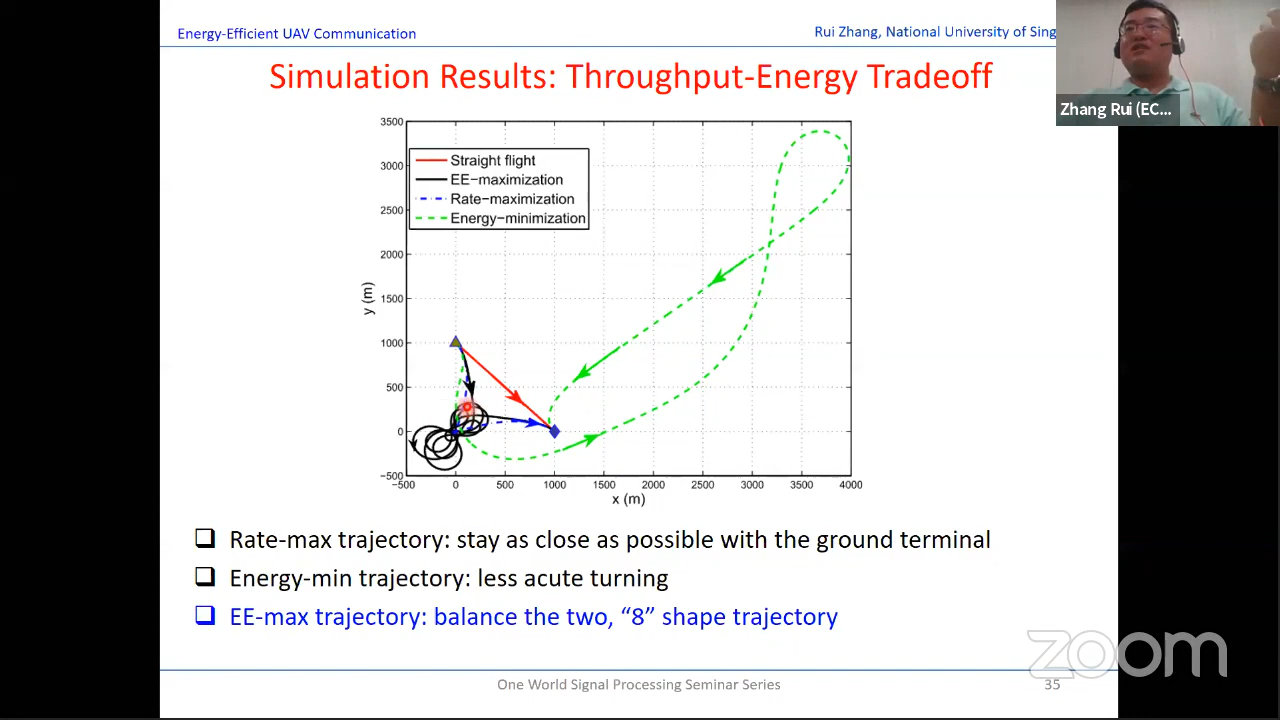 Energy-Efficient UAV Communication
Rui Zhang, National University of Sing
Zhang Rui (EC...
Simulation Results: Throughput-Energy Tradeoff
3500
3000
2500
2000
1500
1000
500
0
−500
y (m)
Straight flight
EE−maximization
Rate−maximization
Energy−minimization
−500 0 500 1000 1500 2000 2500 3000 3500 4000
x (m)
Rate-max trajectory: stay as close as possible with the ground terminal
Energy-min trajectory: less acute turning
EE-max trajectory: balance the two, “8” shape trajectory
zoom
One World Signal Processing Seminar Series
35